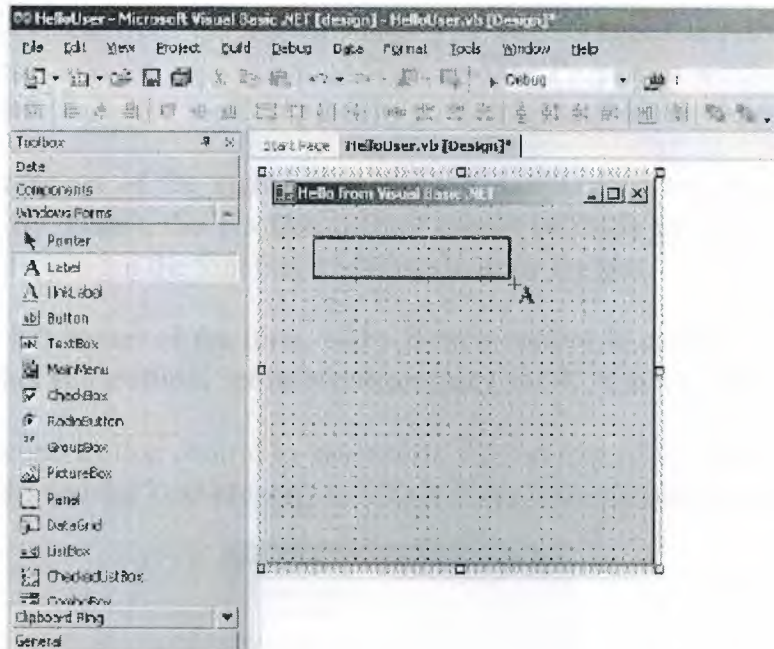 HelloUser - Microsoft Visual Basic .NET [design] - HelloUser.vb [Design]*
File Edit View Project Build Debug Data Format Tools Window Help
Debug
Toolbox
Start Page HelloUser.vb [Design]*
Data
Components
Windows Forms
Hello from Visual Basic .NET
Pointer
A Label
A LinkLabel
ab Button
TextBox
MainMenu
CheckBox
RadioButton
GroupBox
PictureBox
Panel
DataGrid
ListBox
CheckedListBox
ComboBox
Clipboard Ring
General